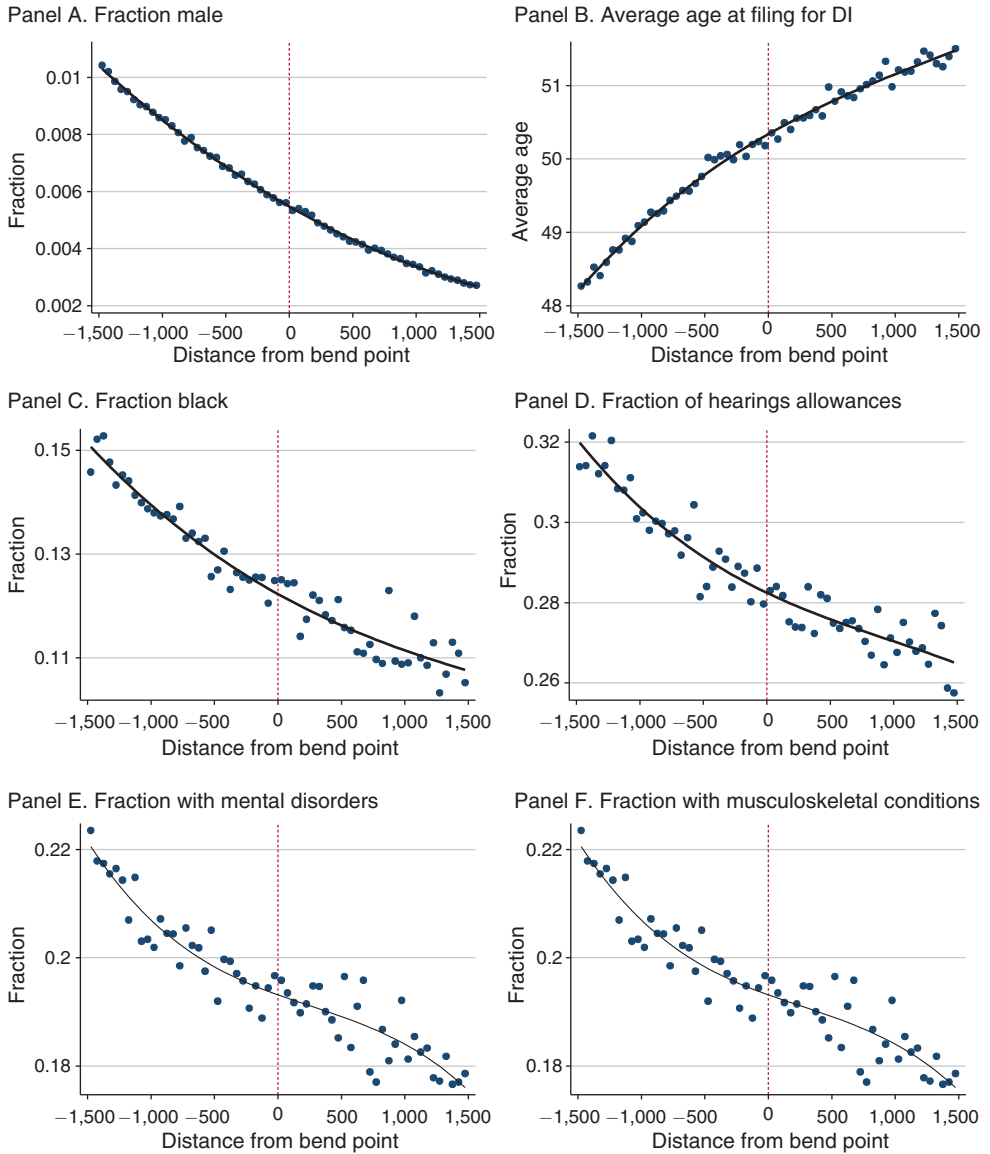 Panel A. Fraction male
Fraction
0.01
0.008
0.006
0.004
0.002
−1,500 −1,000 −500 0 500 1,000 1,500
Distance from bend point
Panel B. Average age at filing for DI
Average age
51
50
49
48
−1,500 −1,000 −500 0 500 1,000 1,500
Distance from bend point
Panel C. Fraction black
Fraction
0.15
0.13
0.11
−1,500 −1,000 −500 0 500 1,000 1,500
Distance from bend point
Panel D. Fraction of hearings allowances
Fraction
0.32
0.3
0.28
0.26
−1,500 −1,000 −500 0 500 1,000 1,500
Distance from bend point
Panel E. Fraction with mental disorders
Fraction
0.22
0.2
0.18
−1,500 −1,000 −500 0 500 1,000 1,500
Distance from bend point
Panel F. Fraction with musculoskeletal conditions
Fraction
0.22
0.2
0.18
−1,500 −1,000 −500 0 500 1,000 1,500
Distance from bend point